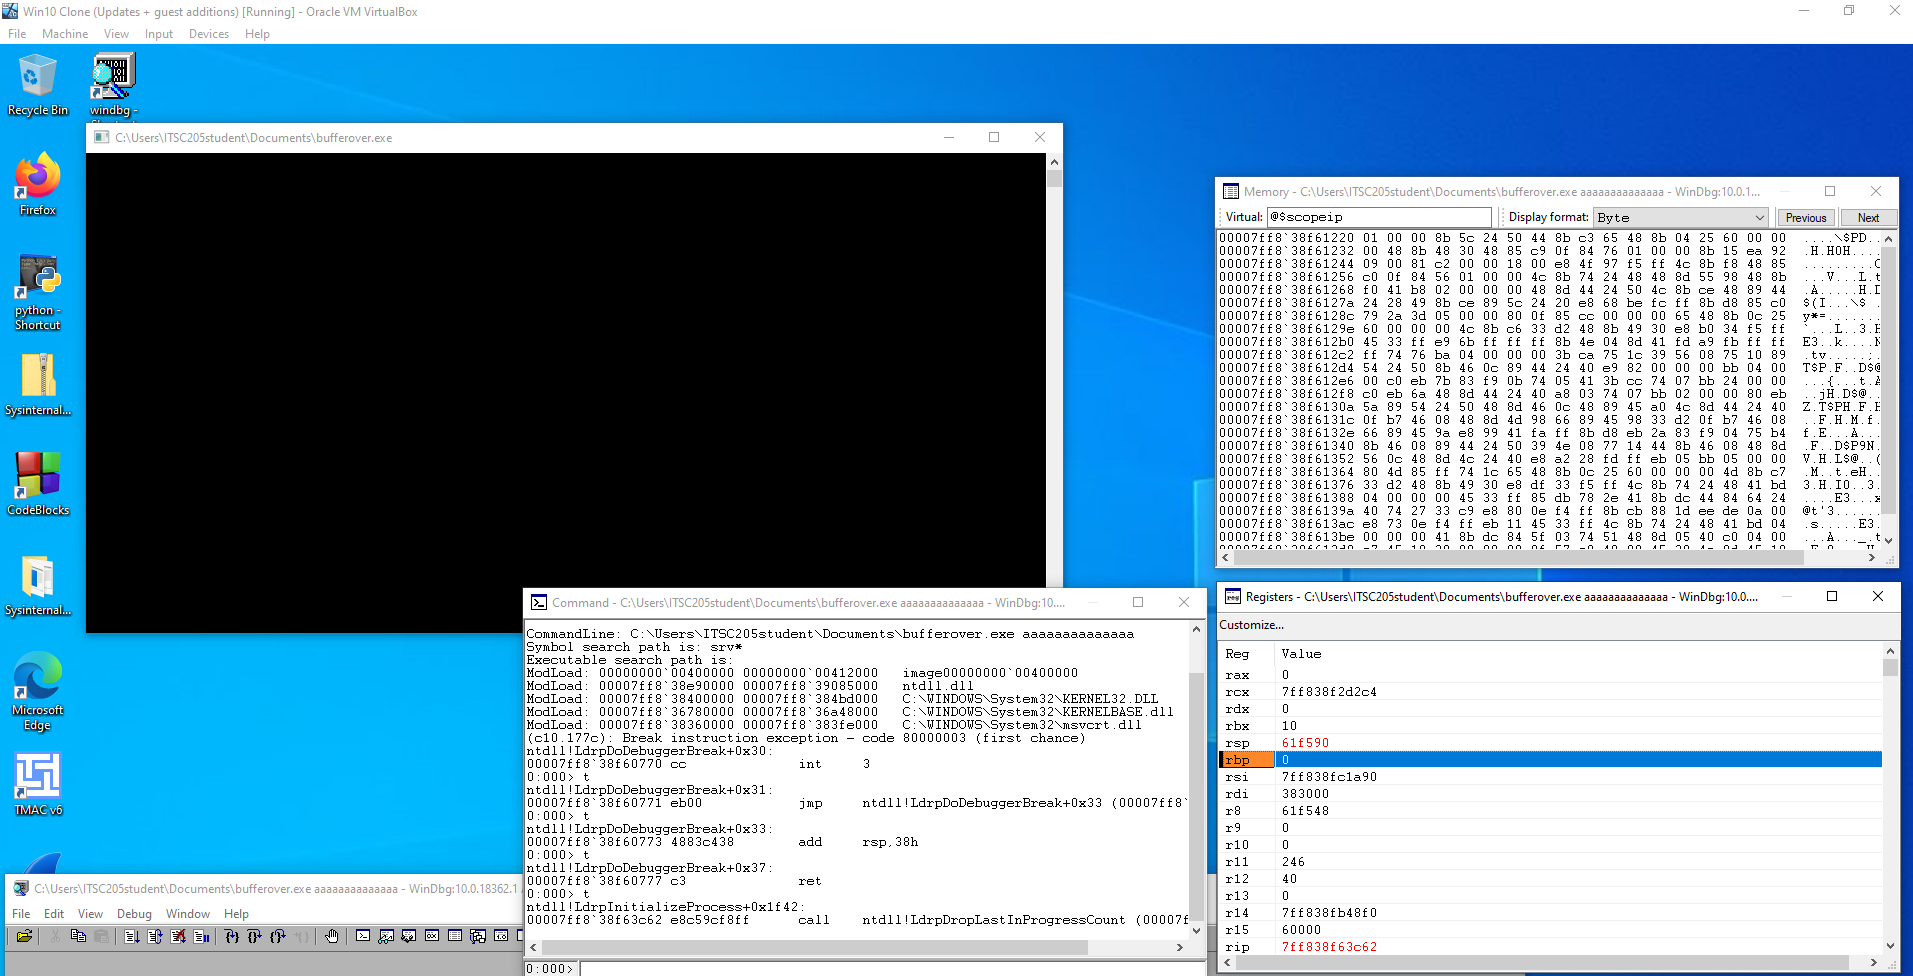 Win10 Clone (Updates + guest additions) [Running] - Oracle VM VirtualBox
File Machine View Input Devices Help
Recycle Bin
windbg -
Firefox
python -
Shortcut
Sysinternal...
CodeBlocks
Sysinternal...
Microsoft
Edge
TMAC v6
C:\Users\ITSC205student\Documents\bufferover.exe
Memory - C:\Users\ITSC205student\Documents\bufferover.exe aaaaaaaaaaaaaa - WinDbg:10.0.1...
Virtual: @$scopeip Display format: Byte Previous Next
00007ff8`38f61220 01 00 00 8b 5c 24 50 44 8b c3 65 48 8b 04 25 60 00 00 ....\$PD..
00007ff8`38f61232 00 48 8b 48 30 48 85 c9 0f 84 76 01 00 00 8b 15 ea 92 .H.H0H....
00007ff8`38f61244 09 00 81 c2 00 00 18 00 e8 4f 97 f5 ff 4c 8b f8 48 85
00007ff8`38f61256 c0 0f 84 56 01 00 00 4c 8b 74 24 48 48 8d 55 98 48 8b ...V...L.t
00007ff8`38f61268 f0 41 b8 02 00 00 00 48 8d 44 24 50 4c 8b ce 48 89 44 .A.....H.D
00007ff8`38f6127a 24 28 49 8b ce 89 5c 24 20 e8 68 be fc ff 8b d8 85 c0 $(I...\$ .
00007ff8`38f6128c 79 2a 3d 05 00 00 80 0f 85 cc 00 00 00 65 48 8b 0c 25 y*=.......
00007ff8`38f6129e 60 00 00 00 4c 8b c6 33 d2 48 8b 49 30 e8 b0 34 f5 ff `...L..3.H
00007ff8`38f612b0 45 33 ff e9 6b ff ff ff 8b 4e 04 8d 41 fd a9 fb ff ff E3..k....N
00007ff8`38f612c2 ff 74 76 ba 04 00 00 00 3b ca 75 1c 39 56 08 75 10 89 .tv.....;.
00007ff8`38f612d4 54 24 50 8b 46 0c 89 44 24 40 e9 82 00 00 00 bb 04 00 T$P.F..D$@
00007ff8`38f612e6 00 c0 eb 7b 83 f9 0b 74 05 41 3b cc 74 07 bb 24 00 00 ...{...t.A
00007ff8`38f612f8 c0 eb 6a 48 8d 44 24 40 a8 03 74 07 bb 02 00 00 80 eb ..jH.D$@..
00007ff8`38f6130a 5a 89 54 24 50 48 8d 46 0c 48 89 45 a0 4c 8d 44 24 40 Z.T$PH.F.H
00007ff8`38f6131c 0f b7 46 08 48 8d 4d 98 66 89 45 98 33 d2 0f b7 46 08 ..F.H.M.f.
00007ff8`38f6132e 66 89 45 9a e8 99 41 fa ff 8b d8 eb 2a 83 f9 04 75 b4 f.E...A...
00007ff8`38f61340 8b 46 08 89 44 24 50 39 4e 08 77 14 44 8b 46 08 48 8d .F..D$P9N.
00007ff8`38f61352 56 0c 48 8d 4c 24 40 e8 a2 28 fd ff eb 05 bb 05 00 00 V.H.L$@..(
00007ff8`38f61364 80 4d 85 ff 74 1c 65 48 8b 0c 25 60 00 00 00 4d 8b c7 .M..t.eH..
00007ff8`38f61376 33 d2 48 8b 49 30 e8 df 33 f5 ff 4c 8b 74 24 48 41 bd 3.H.I0..3.
00007ff8`38f61388 04 00 00 00 45 33 ff 85 db 78 2e 41 8b dc 44 84 64 24 ....E3...x
00007ff8`38f6139a 40 74 27 33 c9 e8 80 0e f4 ff 8b cb 88 1d ee de 0a 00 @t'3......
00007ff8`38f613ac e8 73 0e f4 ff eb 11 45 33 ff 4c 8b 74 24 48 41 bd 04 .s.....E3.
00007ff8`38f613be 00 00 00 41 8b dc 84 5f 03 74 51 48 8d 05 40 c0 04 00 ...A..._.t
Command - C:\Users\ITSC205student\Documents\bufferover.exe aaaaaaaaaaaaaa - WinDbg:10....
CommandLine: C:\Users\ITSC205student\Documents\bufferover.exe aaaaaaaaaaaaaa
Symbol search path is: srv*
Executable search path is:
ModLoad: 00000000`00400000 00000000`00412000 image00000000`00400000
ModLoad: 00007ff8`38e90000 00007ff8`39085000 ntdll.dll
ModLoad: 00007ff8`38400000 00007ff8`384bd000 C:\WINDOWS\System32\KERNEL32.DLL
ModLoad: 00007ff8`36780000 00007ff8`36a48000 C:\WINDOWS\System32\KERNELBASE.dll
ModLoad: 00007ff8`38360000 00007ff8`383fe000 C:\WINDOWS\System32\msvcrt.dll
(c10.177c): Break instruction exception - code 80000003 (first chance)
ntdll!LdrpDoDebuggerBreak+0x30:
00007ff8`38f60770 cc int 3
0:000> t
ntdll!LdrpDoDebuggerBreak+0x31:
00007ff8`38f60771 eb00 jmp ntdll!LdrpDoDebuggerBreak+0x33 (00007ff8`
0:000> t
ntdll!LdrpDoDebuggerBreak+0x33:
00007ff8`38f60773 4883c438 add rsp,38h
0:000> t
ntdll!LdrpDoDebuggerBreak+0x37:
00007ff8`38f60777 c3 ret
0:000> t
ntdll!LdrpInitializeProcess+0x1f42:
00007ff8`38f63c62 e8c59cf8ff call ntdll!LdrpDropLastInProgressCount (00007f
0:000>
Registers - C:\Users\ITSC205student\Documents\bufferover.exe aaaaaaaaaaaaaa - WinDbg:10.0....
Customize...
Reg Value
rax 0
rcx 7ff838f2d2c4
rdx 0
rbx 10
rsp 61f590
rbp 0
rsi 7ff838fc1a90
rdi 383000
r8 61f548
r9 0
r10 0
r11 246
r12 40
r13 0
r14 7ff838fb48f0
r15 60000
rip 7ff838f63c62
C:\Users\ITSC205student\Documents\bufferover.exe aaaaaaaaaaaaaa - WinDbg:10.0.18362.1
File Edit View Debug Window Help